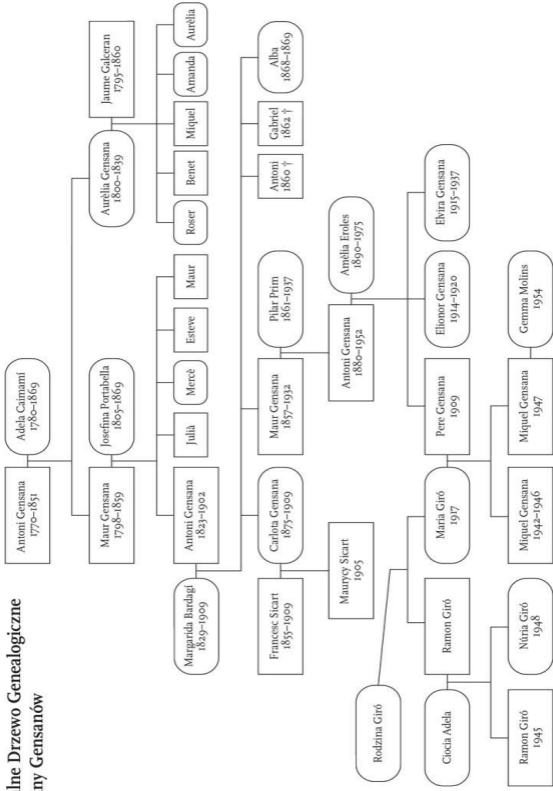 lne Drzewo Genealogiczne
ny Gensanów
Antoni Gensana
1770–1851
Adela Caimamí
1780–1869
Maur Gensana
1798–1859
Josefina Portabella
1805–1869
Aurèlia Gensana
1800–1839
Jaume Galceran
1795–1860
Antoni Gensana
1823–1902
Julià
Mercè
Esteve
Maur
Roser
Benet
Miquel
Amanda
Aurèlia
Margarida Bardagí
1829–1909
Francesc Sicart
1855–1909
Carlota Gensana
1875–1909
Maur Gensana
1857–1932
Pilar Prim
1861–1937
Antoni
1860 †
Gabriel
1862 †
Alba
1868–1869
Maurycy Sicart
1905
Antoni Gensana
1880–1952
Amèlia Eroles
1890–1975
Rodzina Giró
Ciocia Adela
Ramon Giró
Maria Giró
1917
Pere Gensana
1909
Elionor Gensana
1914–1920
Elvira Gensana
1915–1937
Ramon Giró
1945
Núria Giró
1948
Miquel Gensana
1942–1946
Miquel Gensana
1947
Gemma Molins
1954